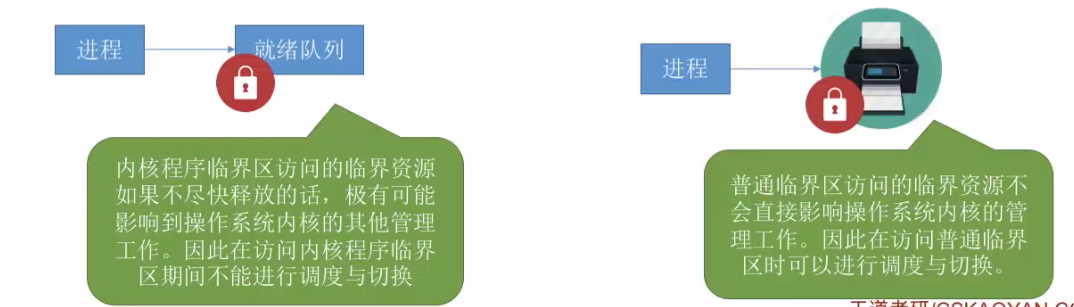 进程
就绪队列
内核程序临界区访问的临界资源
如果不尽快释放的话，极有可能
影响到操作系统内核的其他管理
工作。因此在访问内核程序临界
区期间不能进行调度与切换
进程
普通临界区访问的临界资源不
会直接影响操作系统内核的管
理工作。因此在访问普通临界
区时可以进行调度与切换。
王道考研/CSKAOYAN.CO